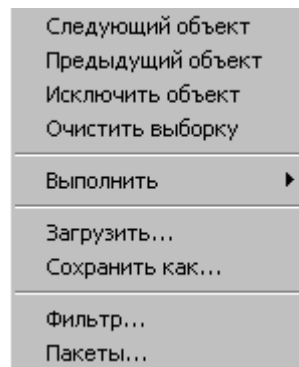 Следующий объект
Предыдущий объект
Исключить объект
Очистить выборку
Выполнить
Загрузить...
Сохранить как...
Фильтр...
Пакеты...